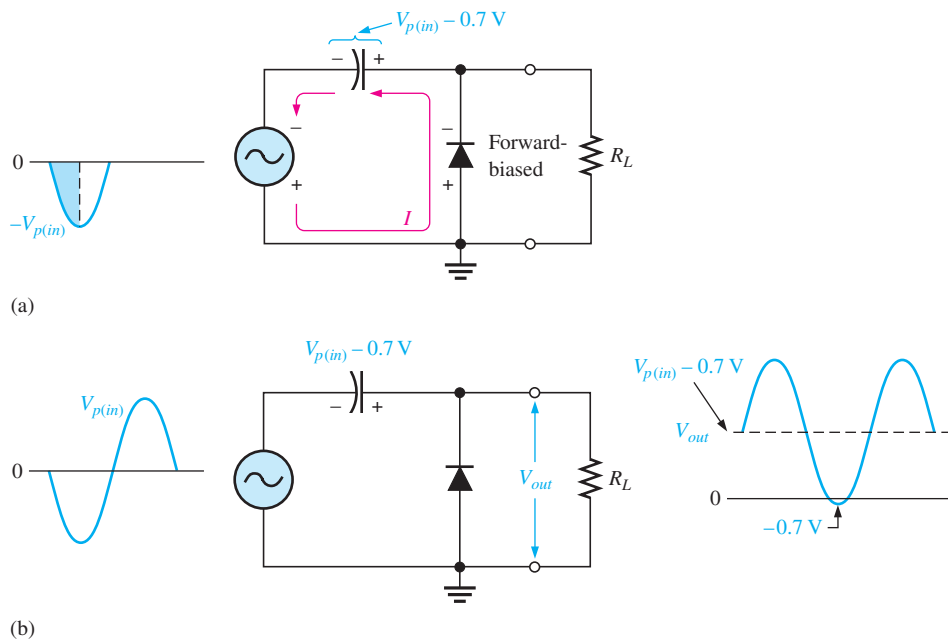 V_p(in) – 0.7 V
– +
–
–
Forward-
biased
R_L
0
+
+
–V_p(in)
I
(a)
V_p(in) – 0.7 V
– +
V_p(in)
0
V_out
R_L
V_p(in) – 0.7 V
V_out
0
–0.7 V
(b)